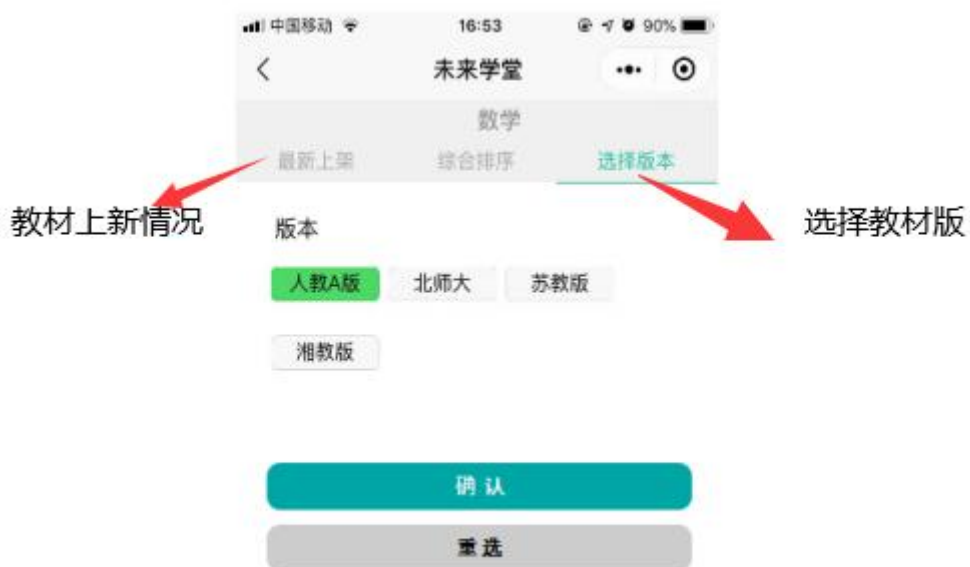 中国移动 16:53 90%
未来学堂
数学
最新上架 综合排序 选择版本
教材上新情况 选择教材版
版本
人教A版 北师大 苏教版
湘教版
确认
重选